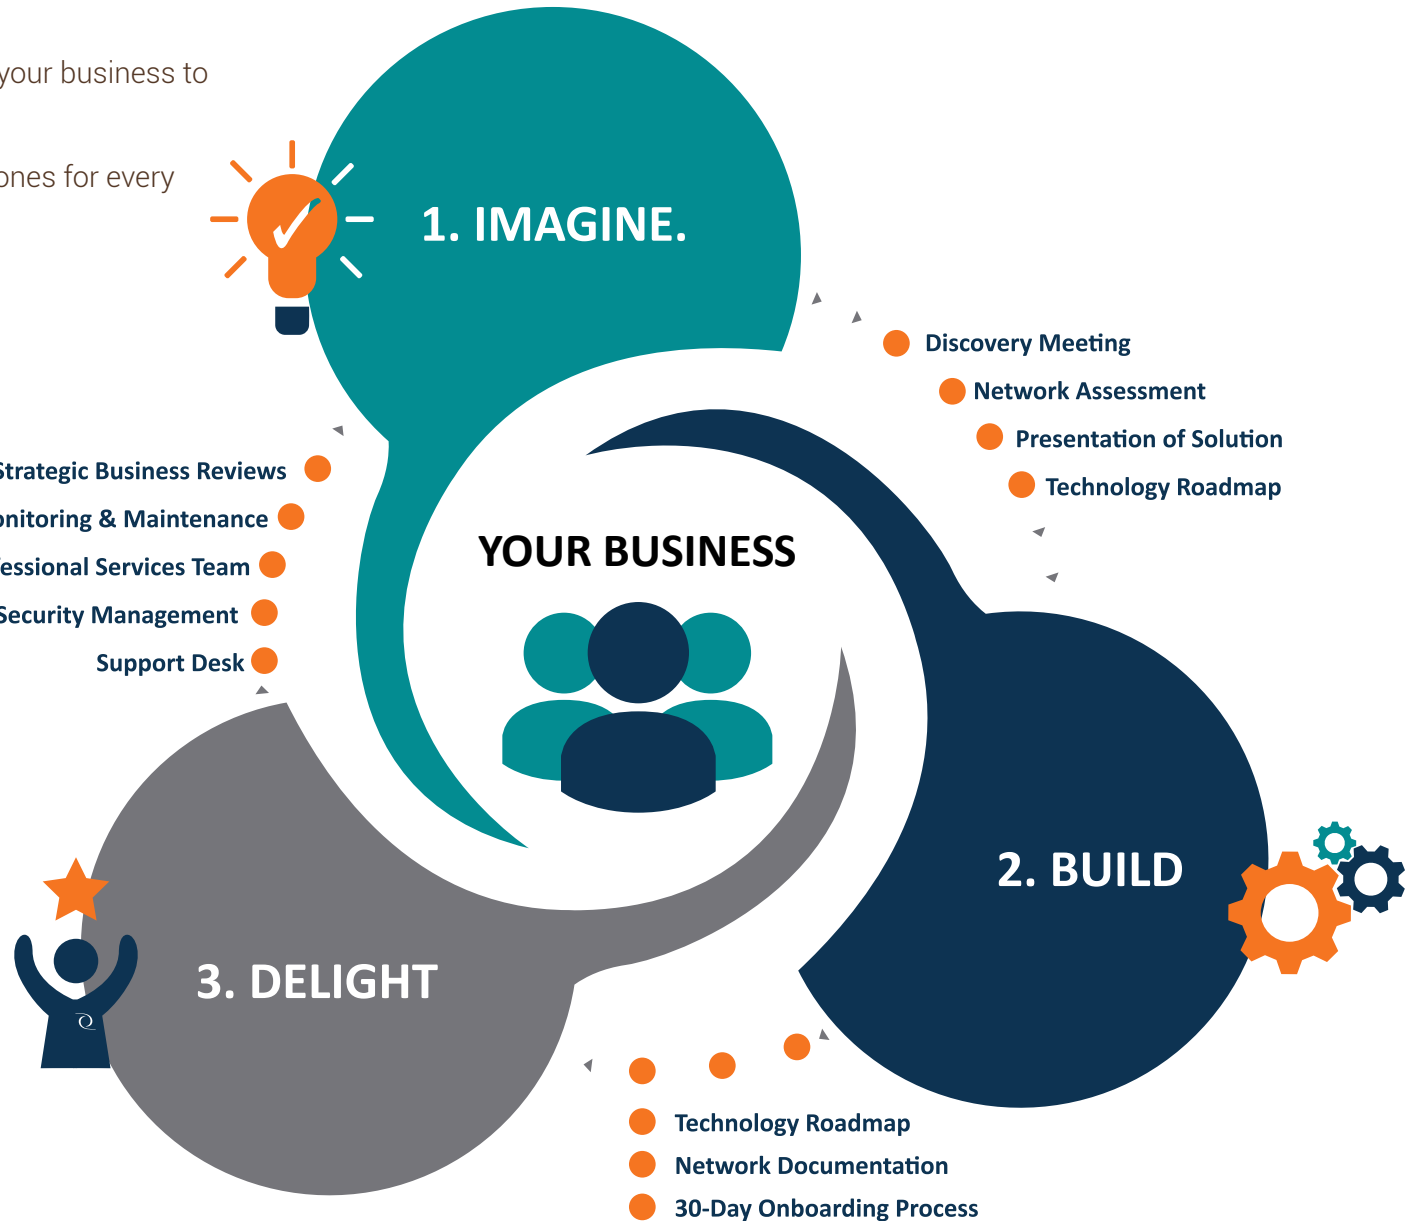 your business to
ones for every
1. IMAGINE.
Discovery Meeting
Network Assessment
Presentation of Solution
Technology Roadmap
Strategic Business Reviews
& Maintenance
Services Team
Security Management
Support Desk
YOUR BUSINESS
2. BUILD
3. DELIGHT
Technology Roadmap
Network Documentation
30-Day Onboarding Process